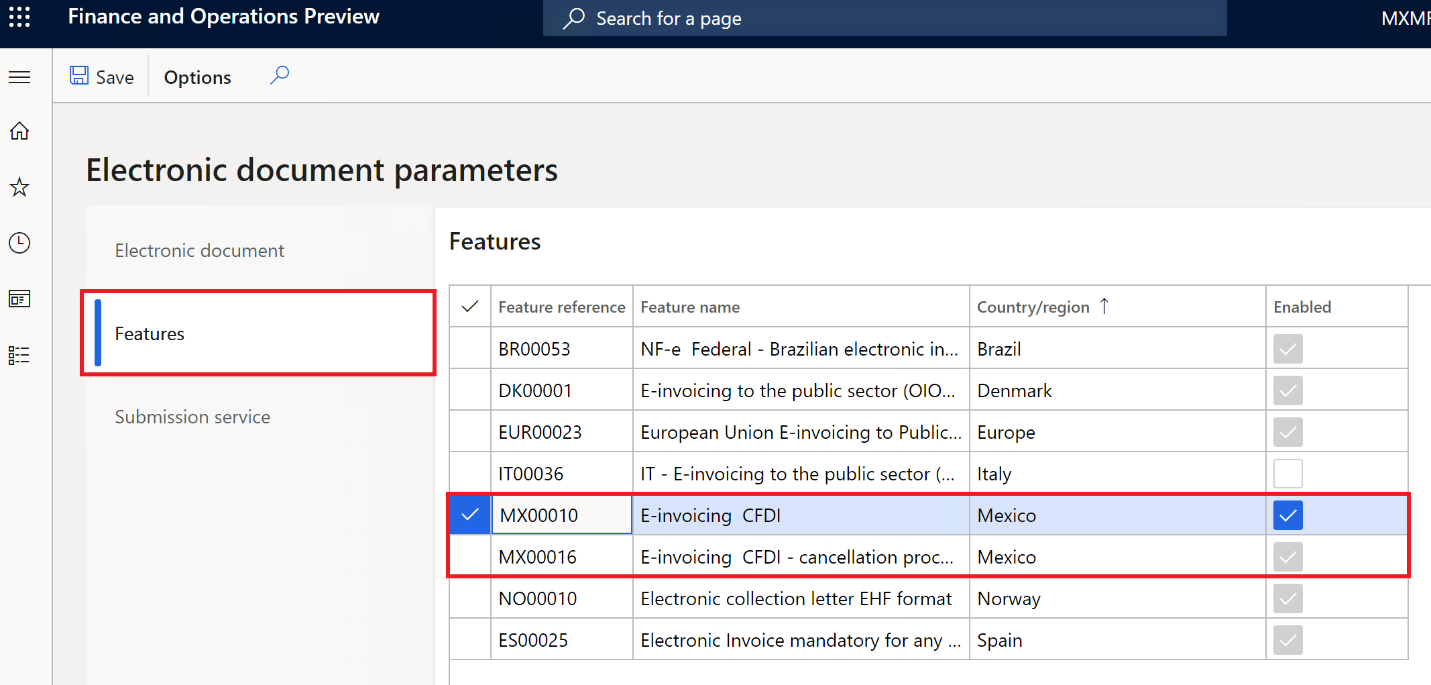 Finance and Operations Preview
Search for a page
MXMF
Save
Options
Electronic document parameters
Electronic document
Features
Submission service
Features
Feature reference Feature name Country/region ↑ Enabled
BR00053 NF-e Federal - Brazilian electronic in... Brazil
DK00001 E-invoicing to the public sector (OIO... Denmark
EUR00023 European Union E-invoicing to Public... Europe
IT00036 IT - E-invoicing to the public sector (... Italy
MX00010 E-invoicing CFDI Mexico
MX00016 E-invoicing CFDI - cancellation proc... Mexico
NO00010 Electronic collection letter EHF format Norway
ES00025 Electronic Invoice mandatory for any ... Spain